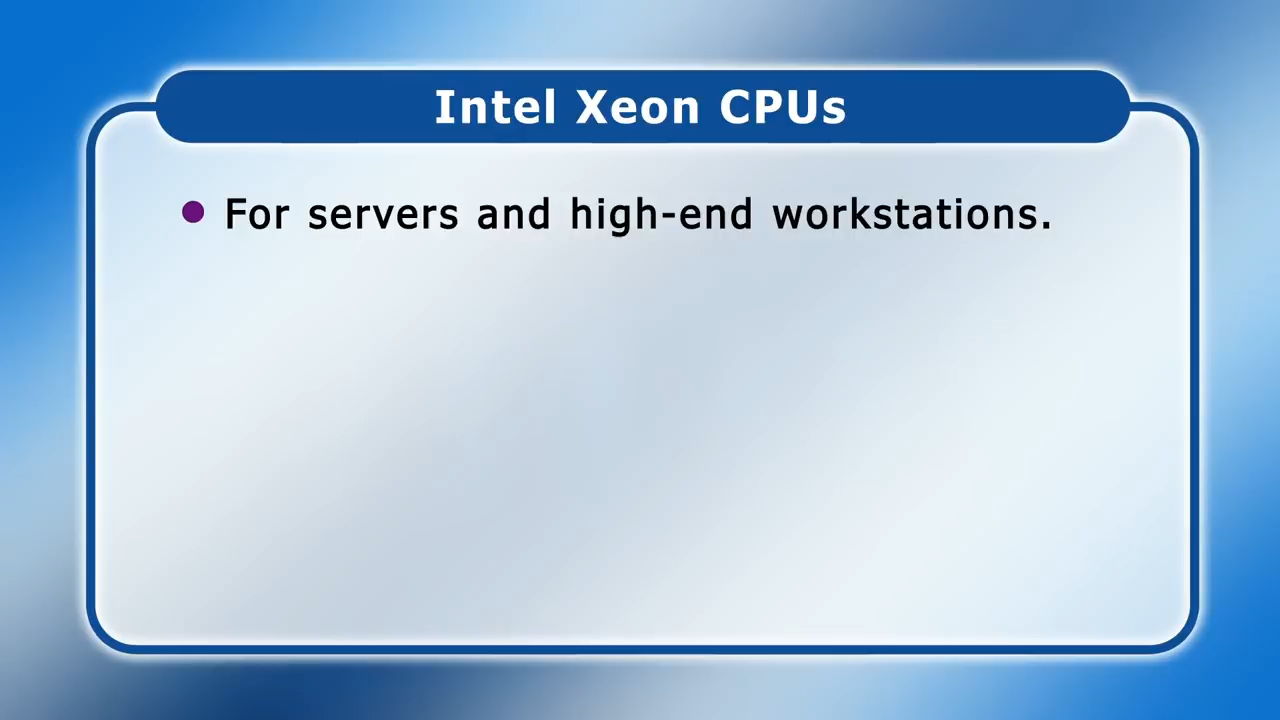 Intel Xeon CPUs
For servers and high-end workstations.